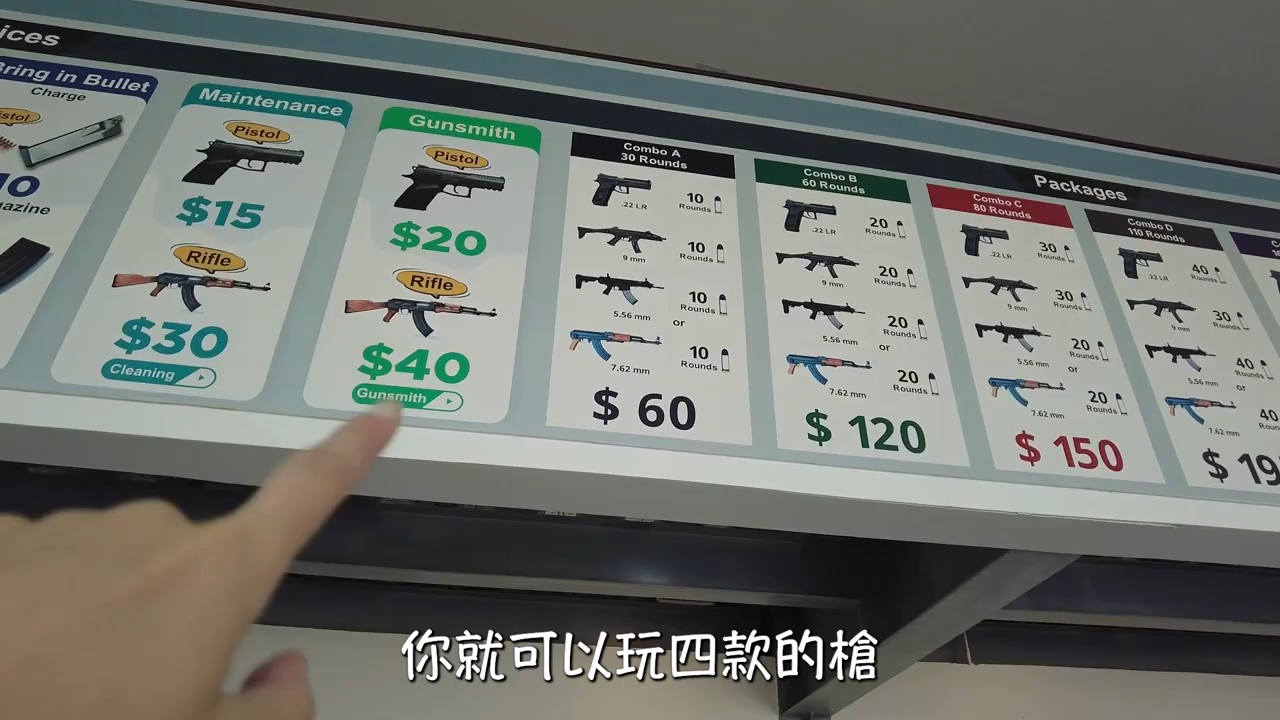 ices
Bring in Bullet
Charge
Pistol
10
Maintenance
Pistol
$15
Rifle
$30
Cleaning
Gunsmith
Pistol
$20
Rifle
$40
Gunsmith
Packages
Combo A
30 Rounds
.22 LR
10
Rounds
9 mm
10
Rounds
5.56 mm
10
Rounds
or
7.62 mm
10
Rounds
$ 60
Combo B
60 Rounds
.22 LR
20
Rounds
9 mm
20
Rounds
5.56 mm
20
Rounds
or
7.62 mm
20
Rounds
$ 120
Combo C
80 Rounds
.22 LR
30
Rounds
9 mm
30
Rounds
5.56 mm
20
Rounds
or
7.62 mm
20
Rounds
$ 150
Combo D
110 Rounds
.22 LR
40
Rounds
9 mm
30
Rounds
5.56 mm
40
Rounds
or
7.62 mm
40
$ 19
你就可以玩四款的槍